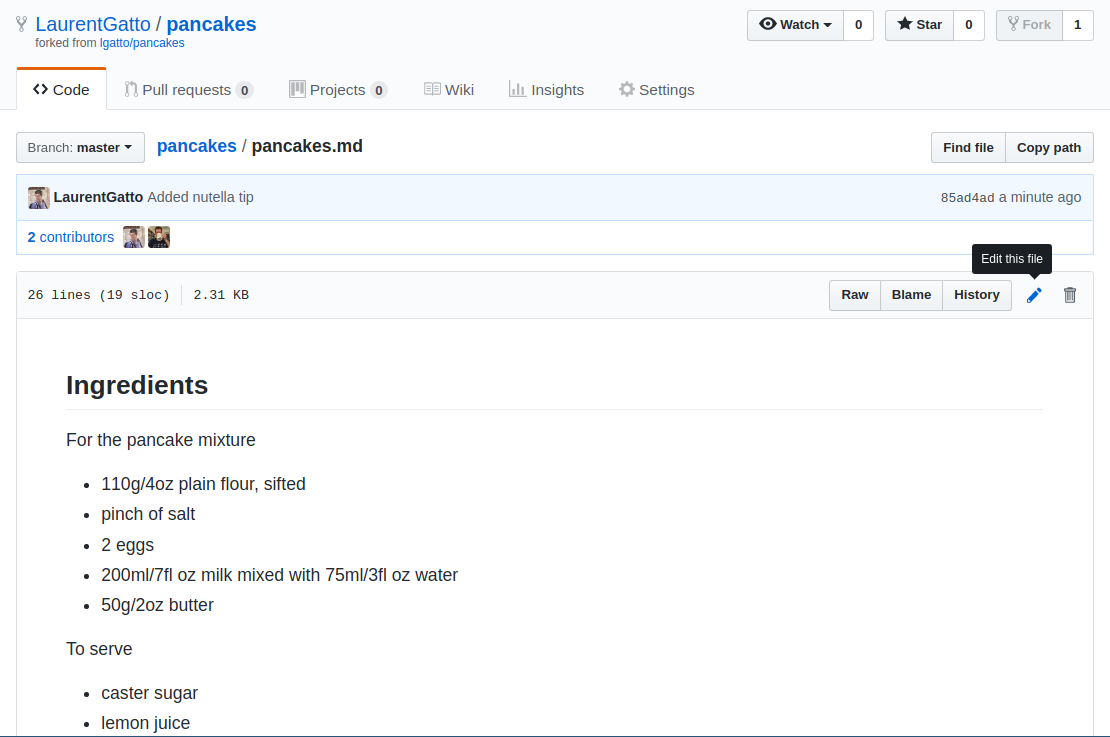 LaurentGatto / pancakes
forked from lgatto/pancakes
Watch 0 Star 0 Fork 1
Code Pull requests 0 Projects 0 Wiki Insights Settings
Branch: master pancakes / pancakes.md Find file Copy path
LaurentGatto Added nutella tip 85ad4ad a minute ago
2 contributors
Edit this file
26 lines (19 sloc) 2.31 KB Raw Blame History
Ingredients
For the pancake mixture
• 110g/4oz plain flour, sifted
• pinch of salt
• 2 eggs
• 200ml/7fl oz milk mixed with 75ml/3fl oz water
• 50g/2oz butter
To serve
• caster sugar
• lemon juice